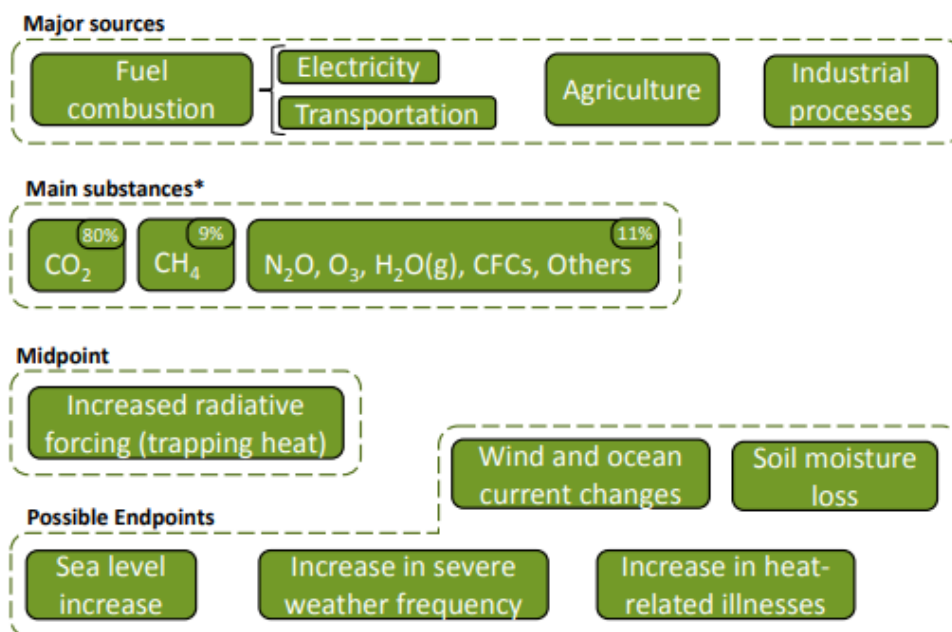 Major sources
Fuel
combustion
Electricity
Transportation
Agriculture
Industrial
processes
Main substances*
80%
CO₂
9%
CH₄
11%
N₂O, O₃, H₂O(g), CFCs, Others
Midpoint
Increased radiative
forcing (trapping heat)
Wind and ocean
current changes
Soil moisture
loss
Possible Endpoints
Sea level
increase
Increase in severe
weather frequency
Increase in heat-
related illnesses